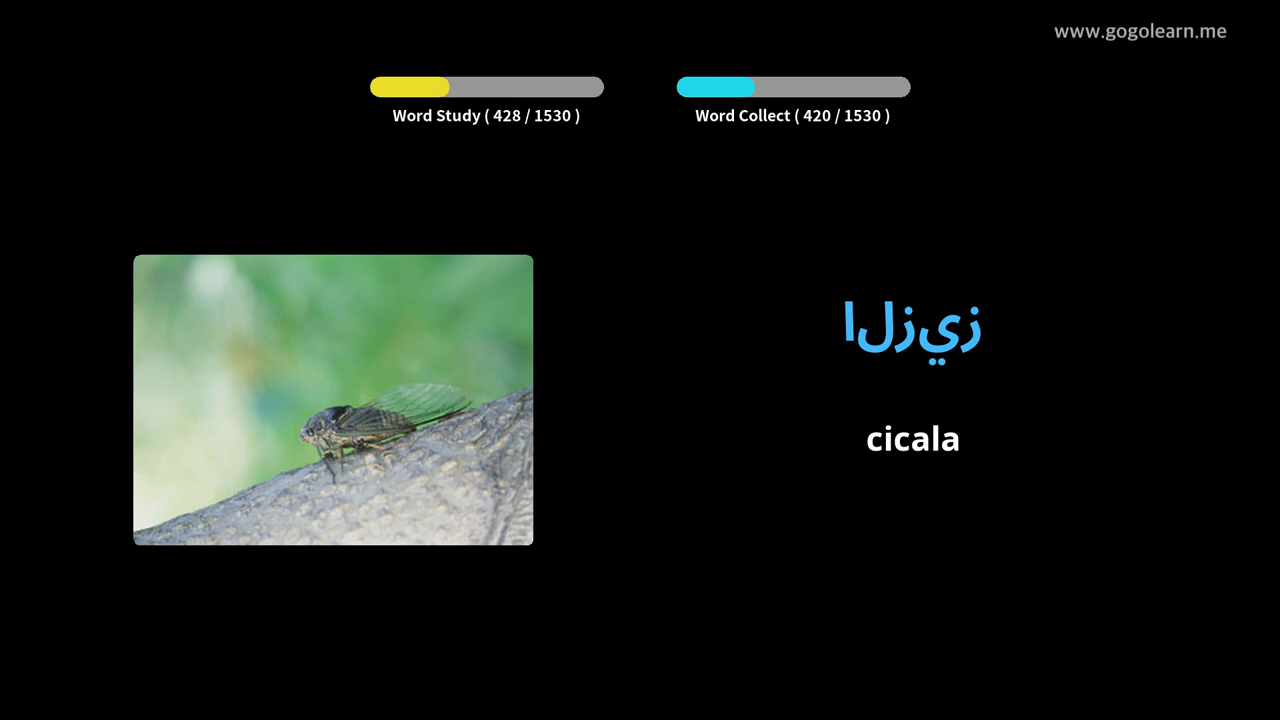 www.gogolearn.me
Word Study ( 428 / 1530 )
Word Collect ( 420 / 1530 )
الزيز
cicala